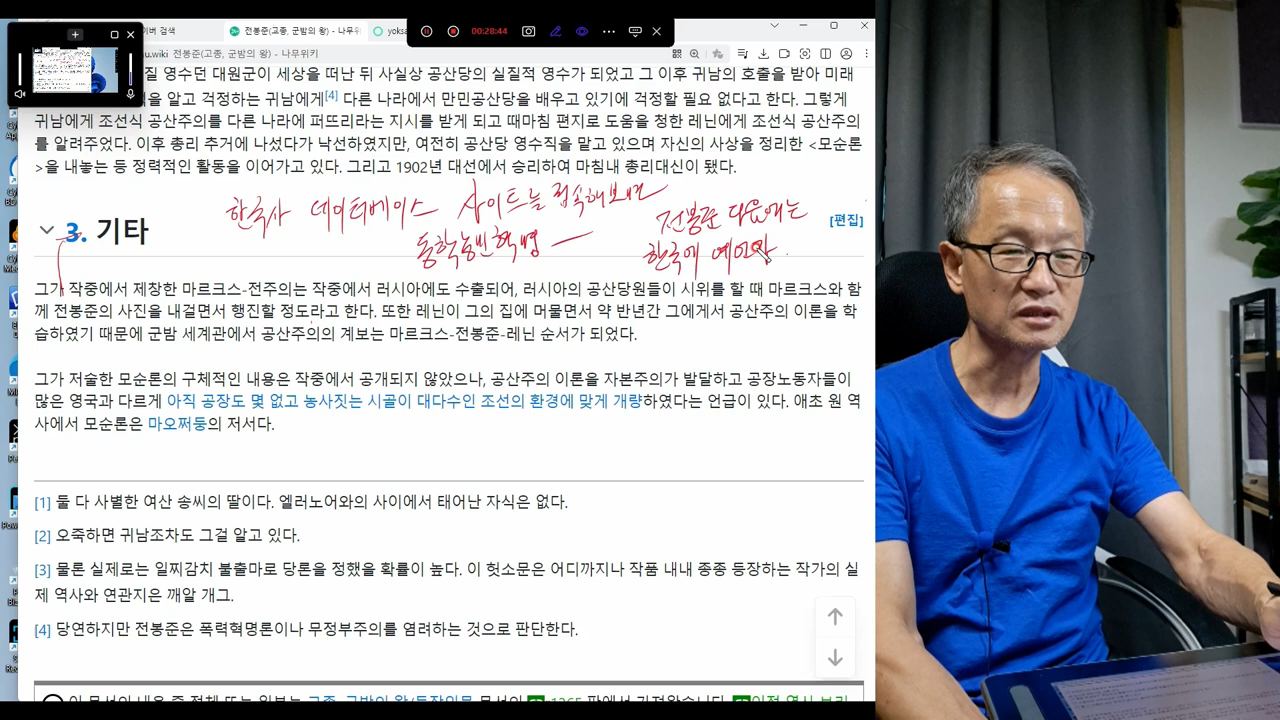 이버 검색
전봉준(고종, 군밤의 왕) - 나무위
yoks
00:28:44
u.wiki 전봉준(고종, 군밤의 왕) - 나무위키
질 영수던 대원군이 세상을 떠난 뒤 사실상 공산당의 실질적 영수가 되었고 그 이후 귀남의 호출을 받아 미래
을 알고 걱정하는 귀남에게[4] 다른 나라에서 만민공산당을 배우고 있기에 걱정할 필요 없다고 한다. 그렇게
귀남에게 조선식 공산주의를 다른 나라에 퍼뜨리라는 지시를 받게 되고 때마침 편지로 도움을 청한 레닌에게 조선식 공산주의
를 알려주었다. 이후 총리 추거에 나섰다가 낙선하였지만, 여전히 공산당 영수직을 맡고 있으며 자신의 사상을 정리한 <모순론
>을 내놓는 등 정력적인 활동을 이어가고 있다. 그리고 1902년 대선에서 승리하여 마침내 총리대신이 됐다.
한국사 데이터베이스 사이트를 접속해보면
동학농민혁명
전봉준 다음에는
한국에
3. 기타
[편집]
그가 작중에서 제창한 마르크스-전주의는 작중에서 러시아에도 수출되어, 러시아의 공산당원들이 시위를 할 때 마르크스와 함
께 전봉준의 사진을 내걸면서 행진할 정도라고 한다. 또한 레닌이 그의 집에 머물면서 약 반년간 그에게서 공산주의 이론을 학
습하였기 때문에 군밤 세계관에서 공산주의의 계보는 마르크스-전봉준-레닌 순서가 되었다.
그가 저술한 모순론의 구체적인 내용은 작중에서 공개되지 않았으나, 공산주의 이론을 자본주의가 발달하고 공장노동자들이
많은 영국과 다르게 아직 공장도 몇 없고 농사짓는 시골이 대다수인 조선의 환경에 맞게 개량하였다는 언급이 있다. 애초 원 역
사에서 모순론은 마오쩌둥의 저서다.
[1] 둘 다 사별한 여산 송씨의 딸이다. 엘러노어와의 사이에서 태어난 자식은 없다.
[2] 오죽하면 귀남조차도 그걸 알고 있다.
[3] 물론 실제로는 일찌감치 불출마로 당론을 정했을 확률이 높다. 이 헛소문은 어디까지나 작품 내내 종종 등장하는 작가의 실
제 역사와 연관지은 깨알 개그.
[4] 당연하지만 전봉준은 폭력혁명론이나 무정부주의를 염려하는 것으로 판단한다.